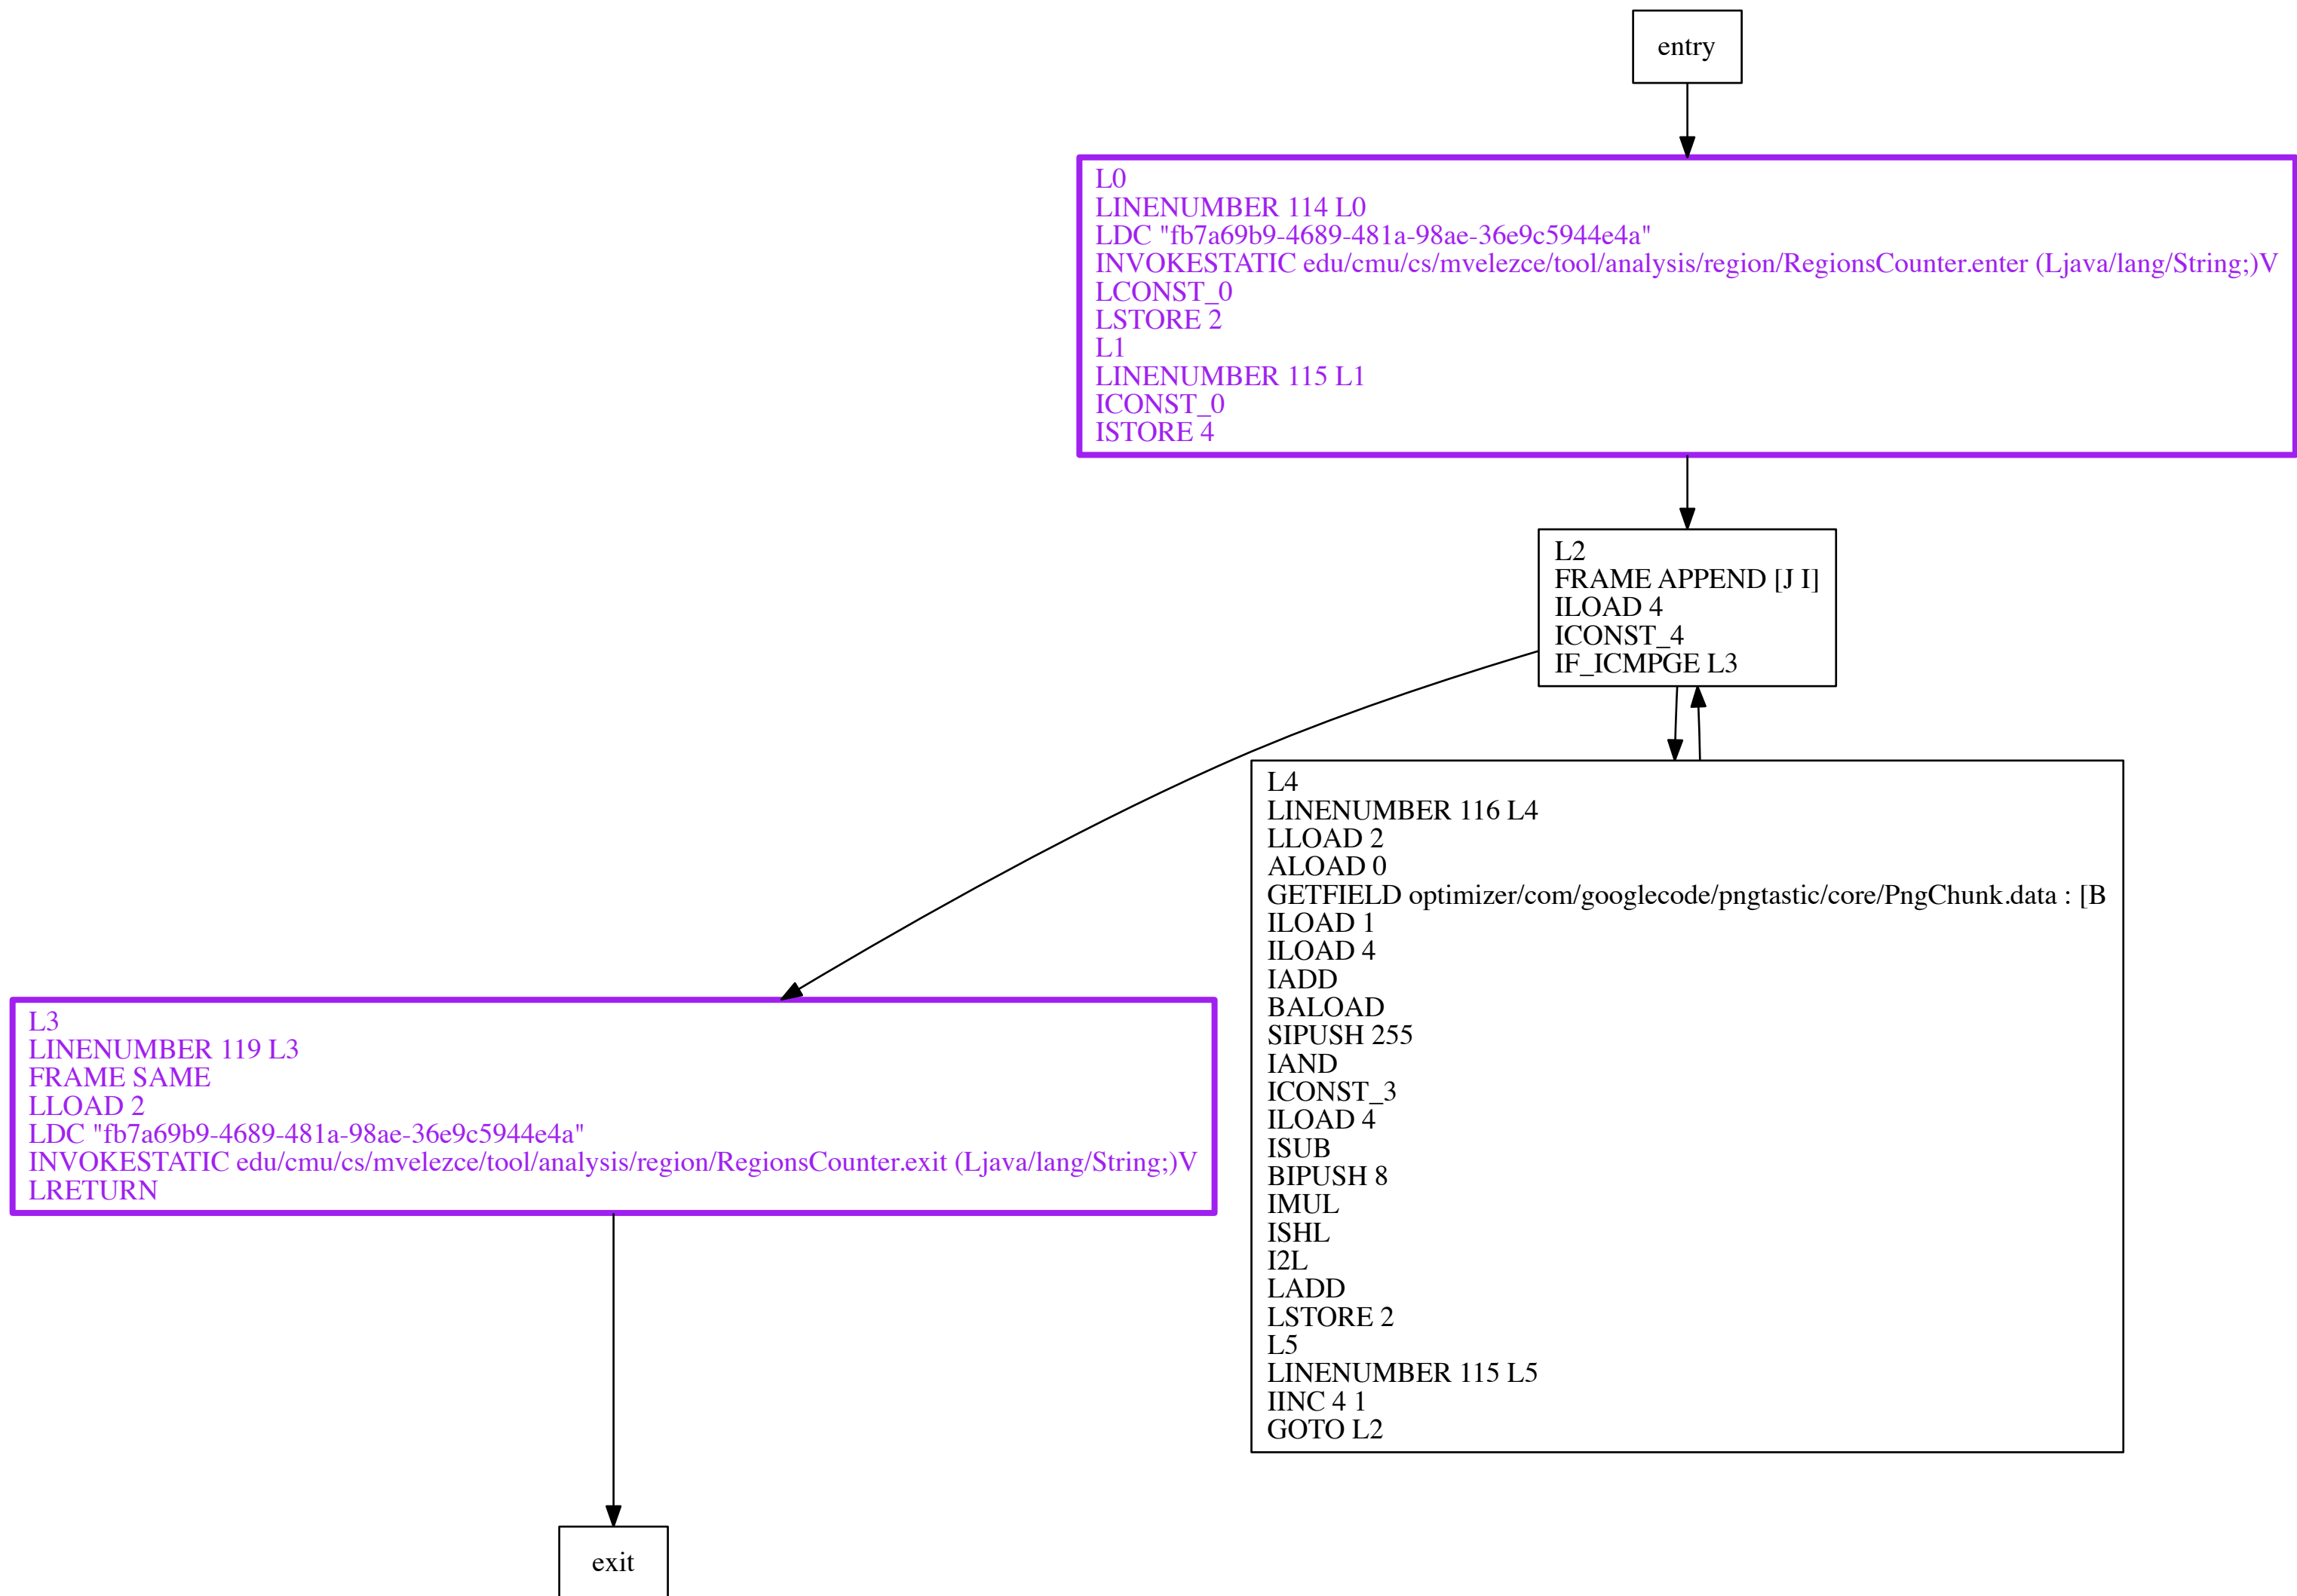 entry
L0
LINENUMBER 114 L0
LDC "fb7a69b9-4689-481a-98ae-36e9c5944e4a"
INVOKESTATIC edu/cmu/cs/mvelezce/tool/analysis/region/RegionsCounter.enter (Ljava/lang/String;)V
LCONST_0
LSTORE 2
L1
LINENUMBER 115 L1
ICONST_0
ISTORE 4
L2
FRAME APPEND [J I]
ILOAD 4
ICONST_4
IF_ICMPGE L3
L4
LINENUMBER 116 L4
LLOAD 2
ALOAD 0
GETFIELD optimizer/com/googlecode/pngtastic/core/PngChunk.data : [B
ILOAD 1
ILOAD 4
IADD
BALOAD
SIPUSH 255
IAND
ICONST_3
ILOAD 4
ISUB
BIPUSH 8
IMUL
ISHL
I2L
LADD
LSTORE 2
L5
LINENUMBER 115 L5
IINC 4 1
GOTO L2
L3
LINENUMBER 119 L3
FRAME SAME
LLOAD 2
LDC "fb7a69b9-4689-481a-98ae-36e9c5944e4a"
INVOKESTATIC edu/cmu/cs/mvelezce/tool/analysis/region/RegionsCounter.exit (Ljava/lang/String;)V
LRETURN
exit